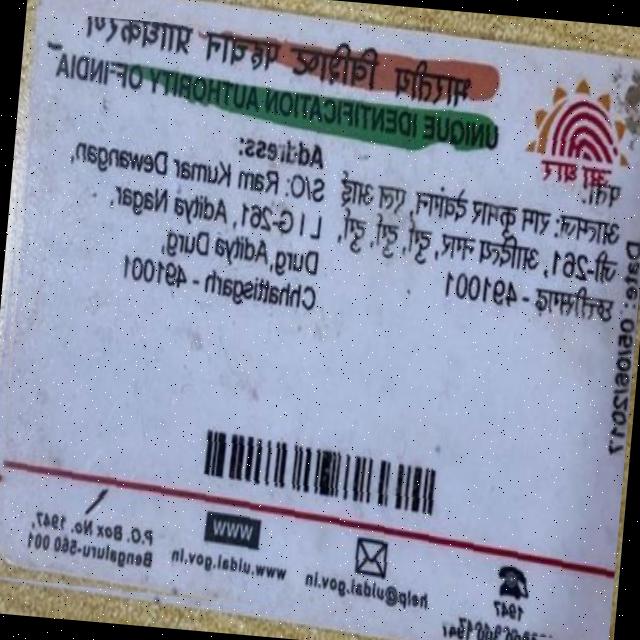 भारतीय विशिष्ट पहचान प्राधिकरण
UNIQUE IDENTIFICATION AUTHORITY OF INDIA
पता:
आत्मज: राम कुमार देवांगन, एल आई
जी-261, आदित्य नगर, दुर्ग, दुर्ग, दुर्ग,
छत्तीसगढ़ - 491001
Address:
S/O: Ram Kumar Dewangan,
L I G-261, Aditya Nagar,
Durg, Aditya Durg,
Chhattisgarh - 491001
Date: 06/06/2017
1947
help@uidai.gov.in
WWW
www.uidai.gov.in
P.O. Box No. 1947,
Bengaluru-560 001